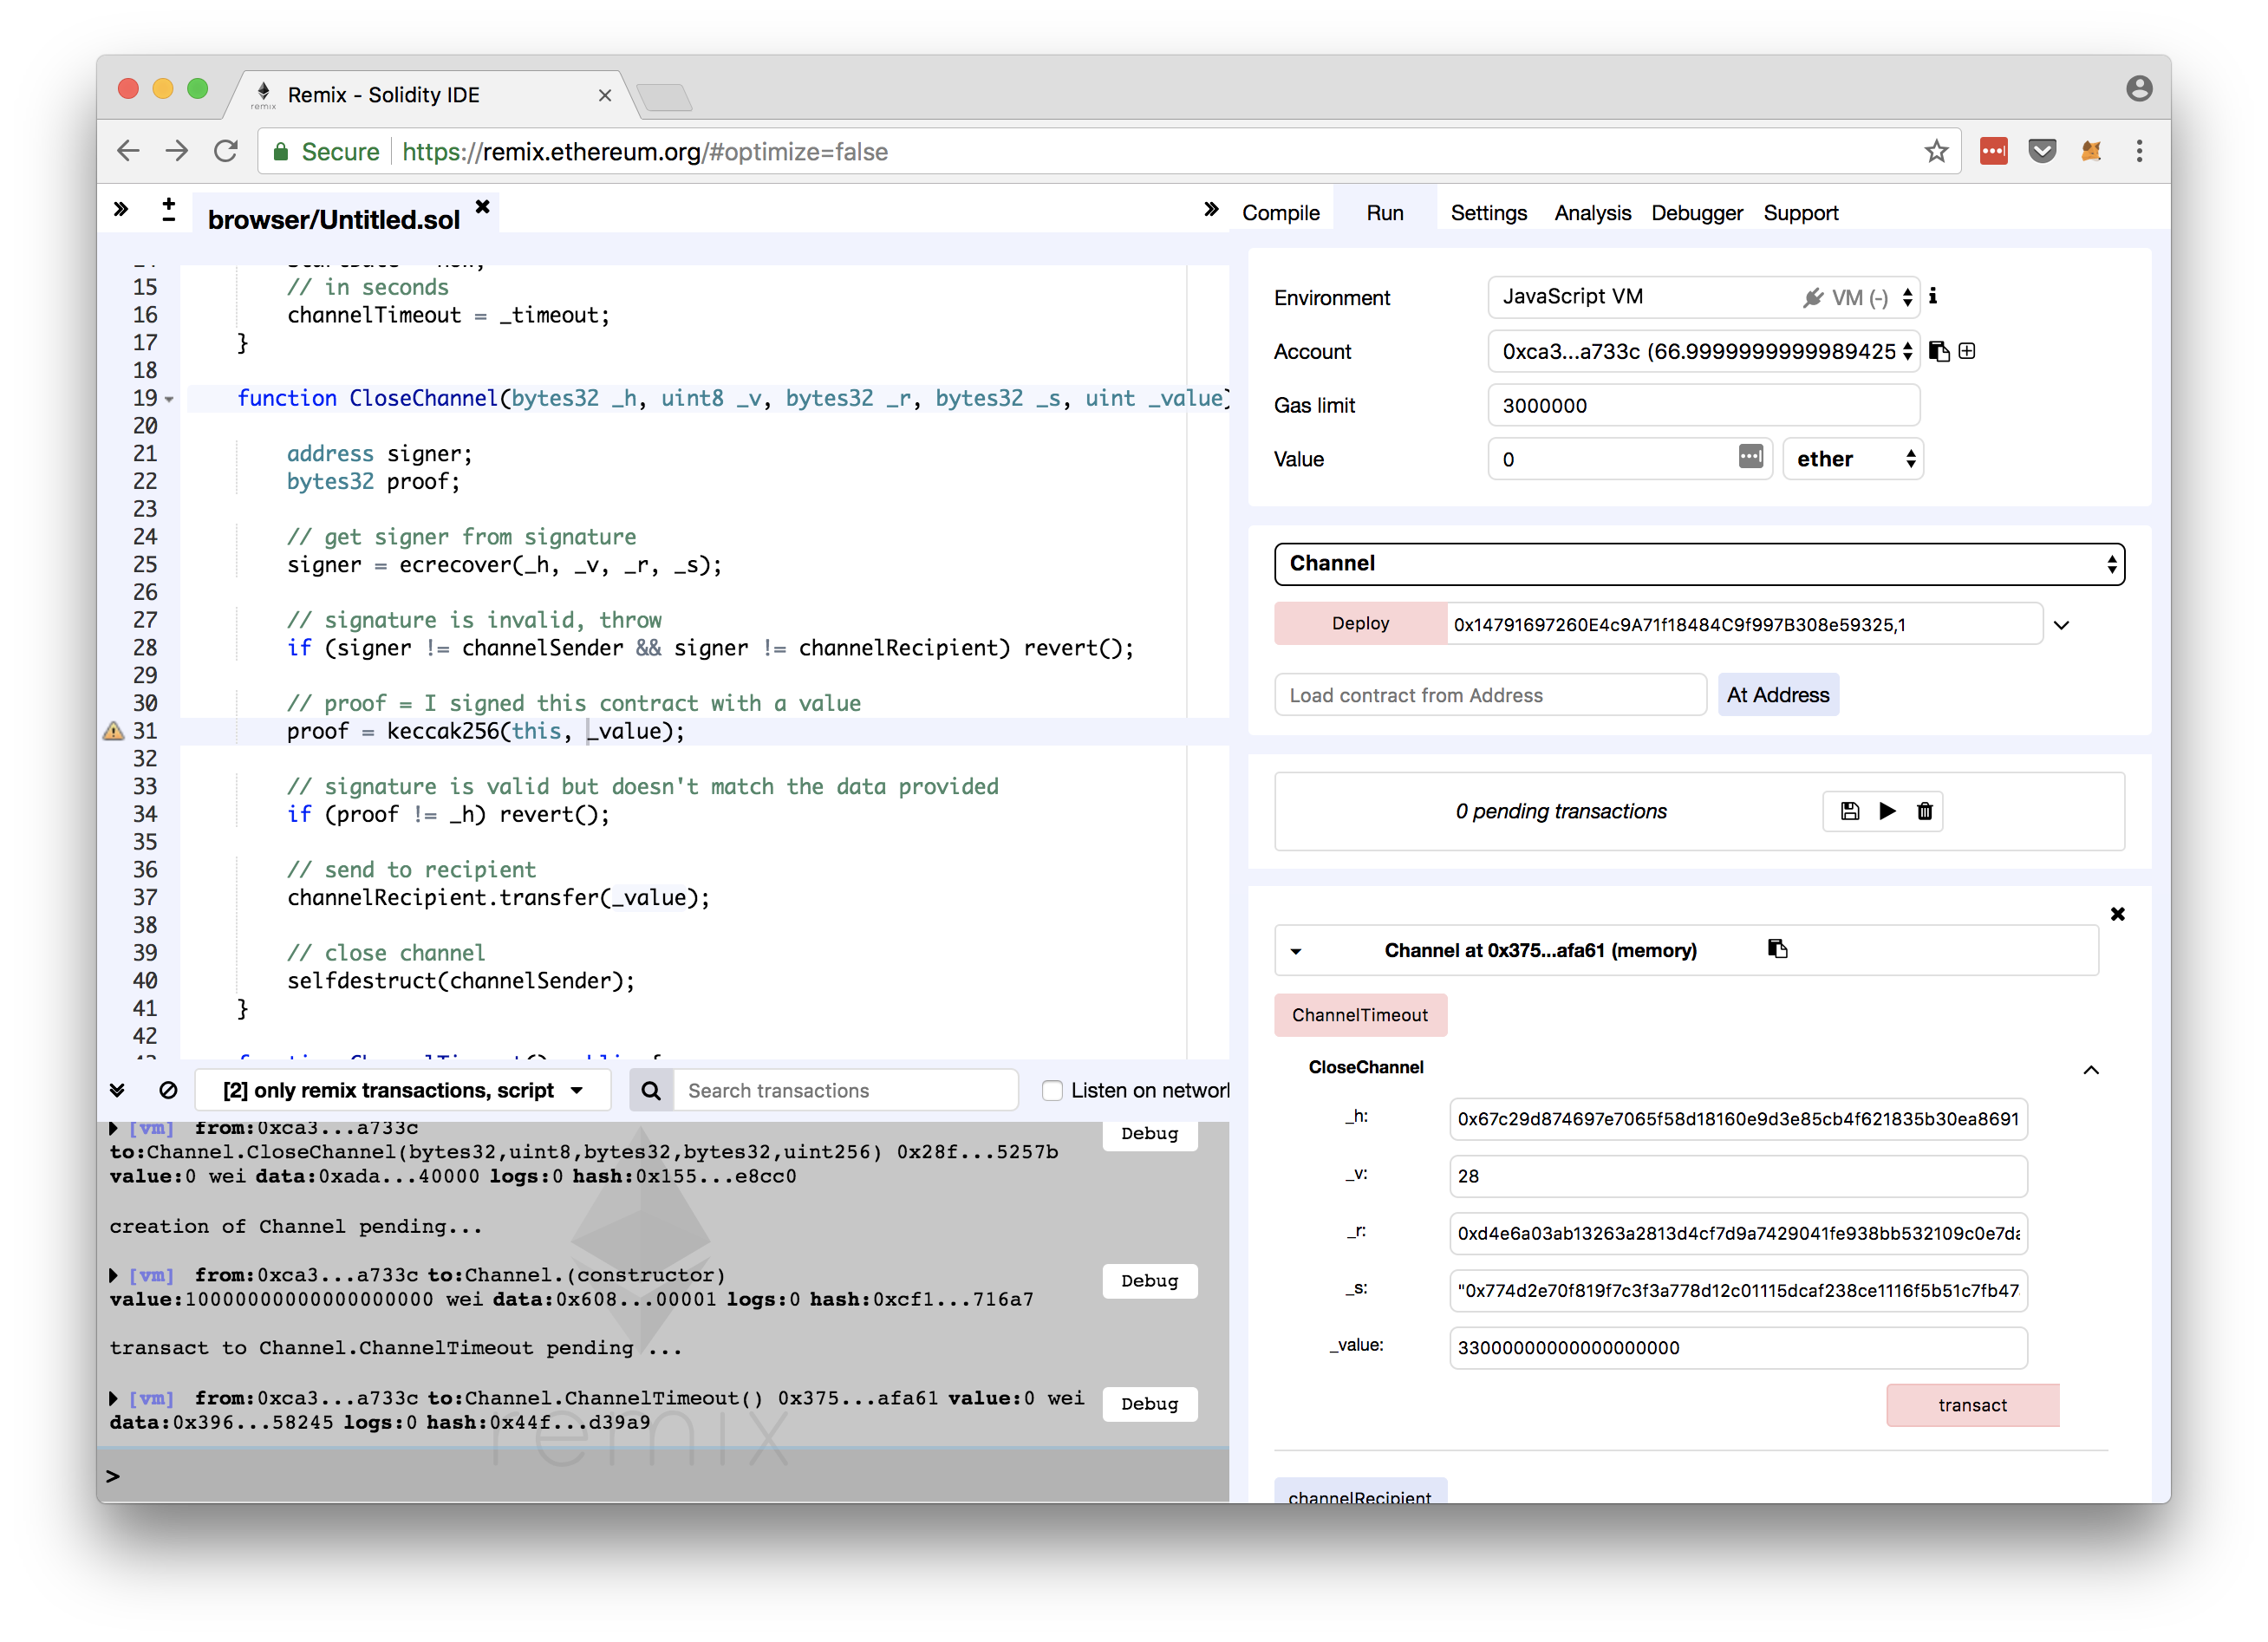 remix
Remix - Solidity IDE
Secure https://remix.ethereum.org/#optimize=false
browser/Untitled.sol
15 // in seconds
16 channelTimeout = _timeout;
17 }
18
19 function CloseChannel(bytes32 _h, uint8 _v, bytes32 _r, bytes32 _s, uint _value)
20
21 address signer;
22 bytes32 proof;
23
24 // get signer from signature
25 signer = ecrecover(_h, _v, _r, _s);
26
27 // signature is invalid, throw
28 if (signer != channelSender && signer != channelRecipient) revert();
29
30 // proof = I signed this contract with a value
31 proof = keccak256(this, _value);
32
33 // signature is valid but doesn't match the data provided
34 if (proof != _h) revert();
35
36 // send to recipient
37 channelRecipient.transfer(_value);
38
39 // close channel
40 selfdestruct(channelSender);
41 }
42
[2] only remix transactions, script
Search transactions
Listen on network
[vm] from:0xca3...a733c
to:Channel.CloseChannel(bytes32,uint8,bytes32,bytes32,uint256) 0x28f...5257b
value:0 wei data:0xada...40000 logs:0 hash:0x155...e8cc0
Debug
creation of Channel pending...
[vm] from:0xca3...a733c to:Channel.(constructor)
value:10000000000000000000 wei data:0x608...00001 logs:0 hash:0xcf1...716a7
Debug
transact to Channel.ChannelTimeout pending ...
[vm] from:0xca3...a733c to:Channel.ChannelTimeout() 0x375...afa61 value:0 wei
data:0x396...58245 logs:0 hash:0x44f...d39a9
Debug
remix
>
Compile Run Settings Analysis Debugger Support
Environment JavaScript VM VM (-)
Account 0xca3...a733c (66.9999999999989425
Gas limit 3000000
Value 0 ether
Channel
Deploy 0x14791697260E4c9A71f18484C9f997B308e59325,1
Load contract from Address At Address
0 pending transactions
Channel at 0x375...afa61 (memory)
ChannelTimeout
CloseChannel
_h: 0x67c29d874697e7065f58d18160e9d3e85cb4f621835b30ea8691
_v: 28
_r: 0xd4e6a03ab13263a2813d4cf7d9a7429041fe938bb532109c0e7da
_s: "0x774d2e70f819f7c3f3a778d12c01115dcaf238ce1116f5b51c7fb47
_value: 33000000000000000000
transact
channelRecipient